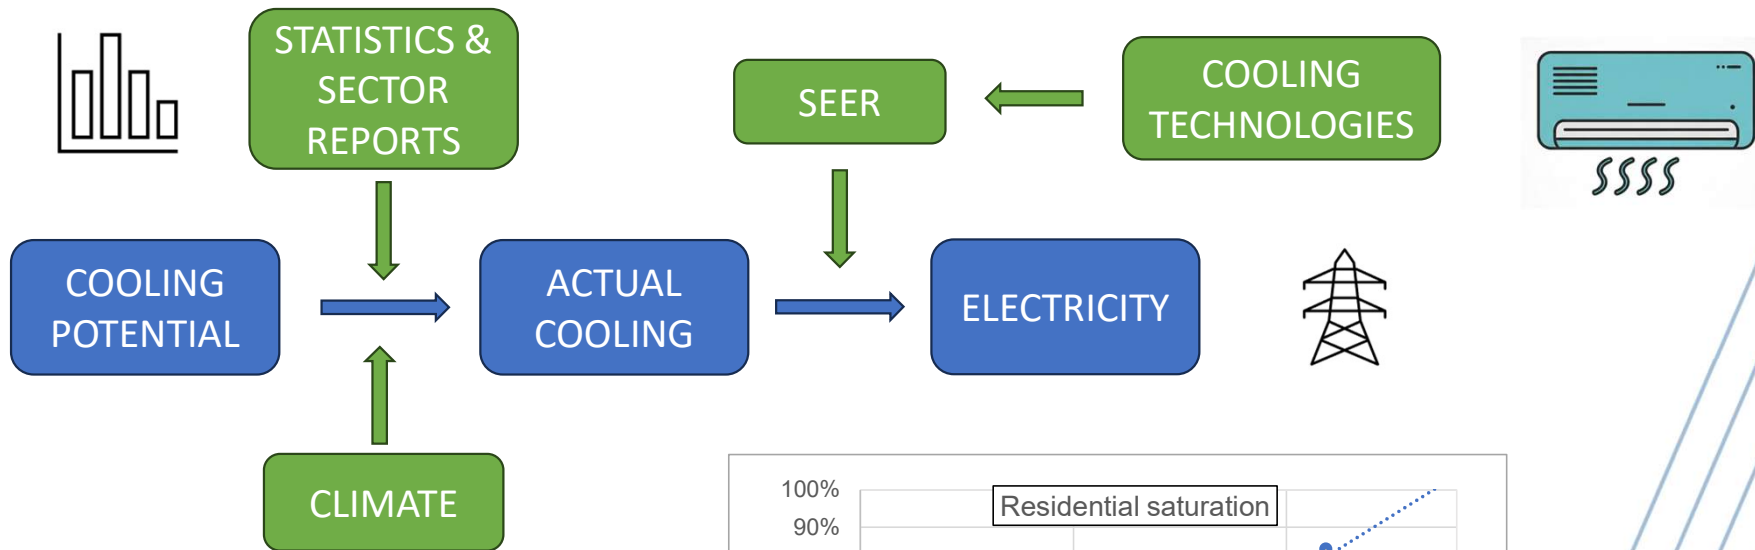 STATISTICS &
SECTOR
REPORTS
SEER
COOLING
TECHNOLOGIES
COOLING
POTENTIAL
ACTUAL
COOLING
ELECTRICITY
CLIMATE
100%
Residential saturation
90%